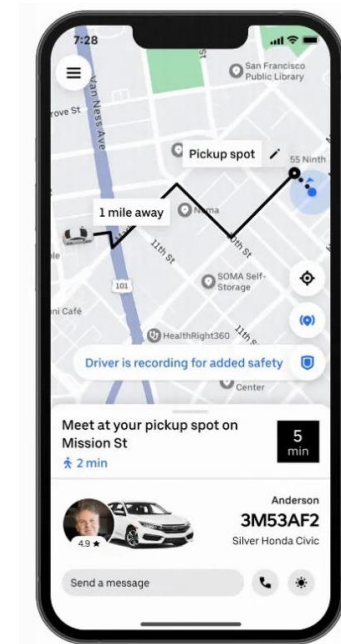 7:28
San Francisco
Public Library
Van Ness Ave
rove St
St
Pickup spot
55 Ninth
1 mile away
Noma
11th St
10th St
SOMA Self-
Storage
101
ni Café
HealthRight360
11th S
Driver is recording for added safety
Center
Meet at your pickup spot on
Mission St
2 min
5
min
Anderson
3M53AF2
Silver Honda Civic
4.9 ★
Send a message